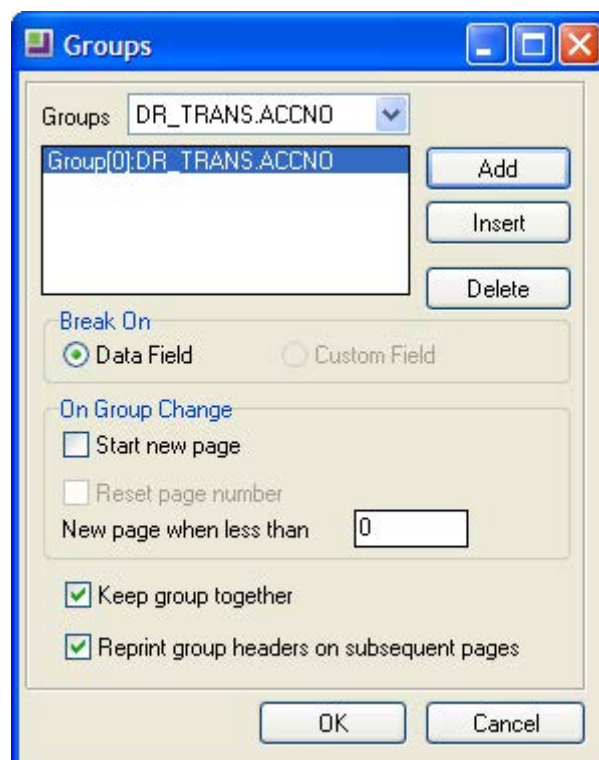 Groups
Groups DR_TRANS.ACCNO
Group[0]:DR_TRANS.ACCNO
Add
Insert
Delete
Break On
Data Field Custom Field
On Group Change
Start new page
Reset page number
New page when less than 0
Keep group together
Reprint group headers on subsequent pages
OK Cancel